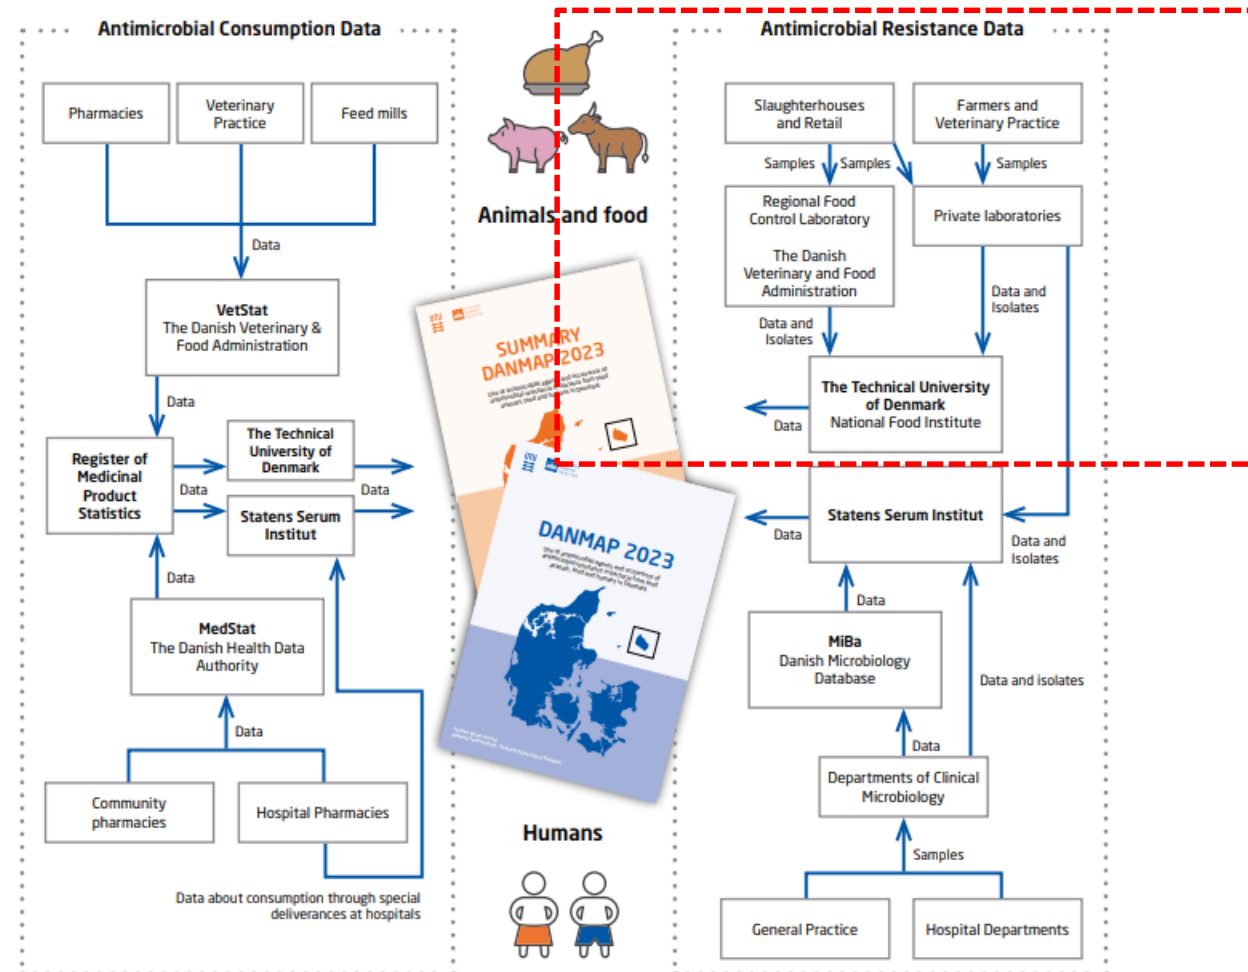 Antimicrobial Consumption Data
Pharmacies
Veterinary
Practice
Feed mills
Data
VetStat
The Danish Veterinary &
Food Administration
Data
Register of
Medicinal
Product
Statistics
Data
The Technical
University of
Denmark
Statens Serum
Institut
Data
Data
MedStat
The Danish Health Data
Authority
Data
Community
pharmacies
Hospital Pharmacies
Data about consumption through special
deliverances at hospitals
Animals and food
SUMMARY
DANMAP 2023
DANMAP 2023
Humans
Antimicrobial Resistance Data
Slaughterhouses
and Retail
Farmers and
Veterinary Practice
Samples
Samples
Samples
Regional Food
Control Laboratory
The Danish
Veterinary and Food
Administration
Private laboratories
Data and
Isolates
Data and
Isolates
The Technical University
of Denmark
National Food Institute
Data
Statens Serum Institut
Data
Data and
Isolates
Data
MiBa
Danish Microbiology
Database
Data and isolates
Data
Departments of Clinical
Microbiology
Samples
General Practice
Hospital Departments